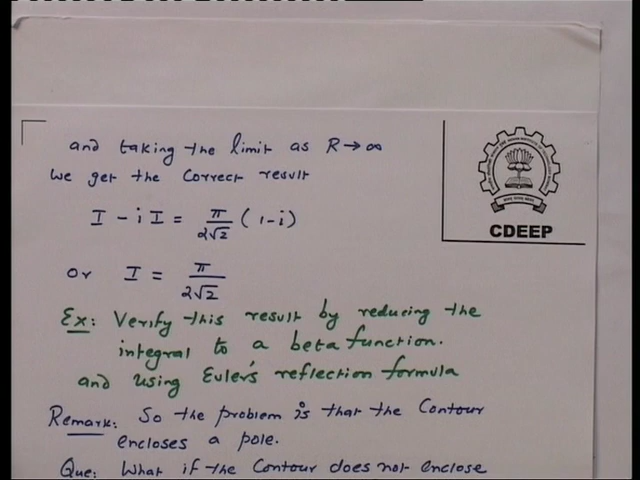 and taking the limit as R → ∞
We get the correct result
I - i I = π/2√2 (1-i)
or I = π/2√2
Ex: Verify this result by reducing the
integral to a beta function.
and using Euler's reflection formula
Remark: So the problem is that the Contour
encloses a pole.
Que: What if the Contour does not enclose
CDEEP